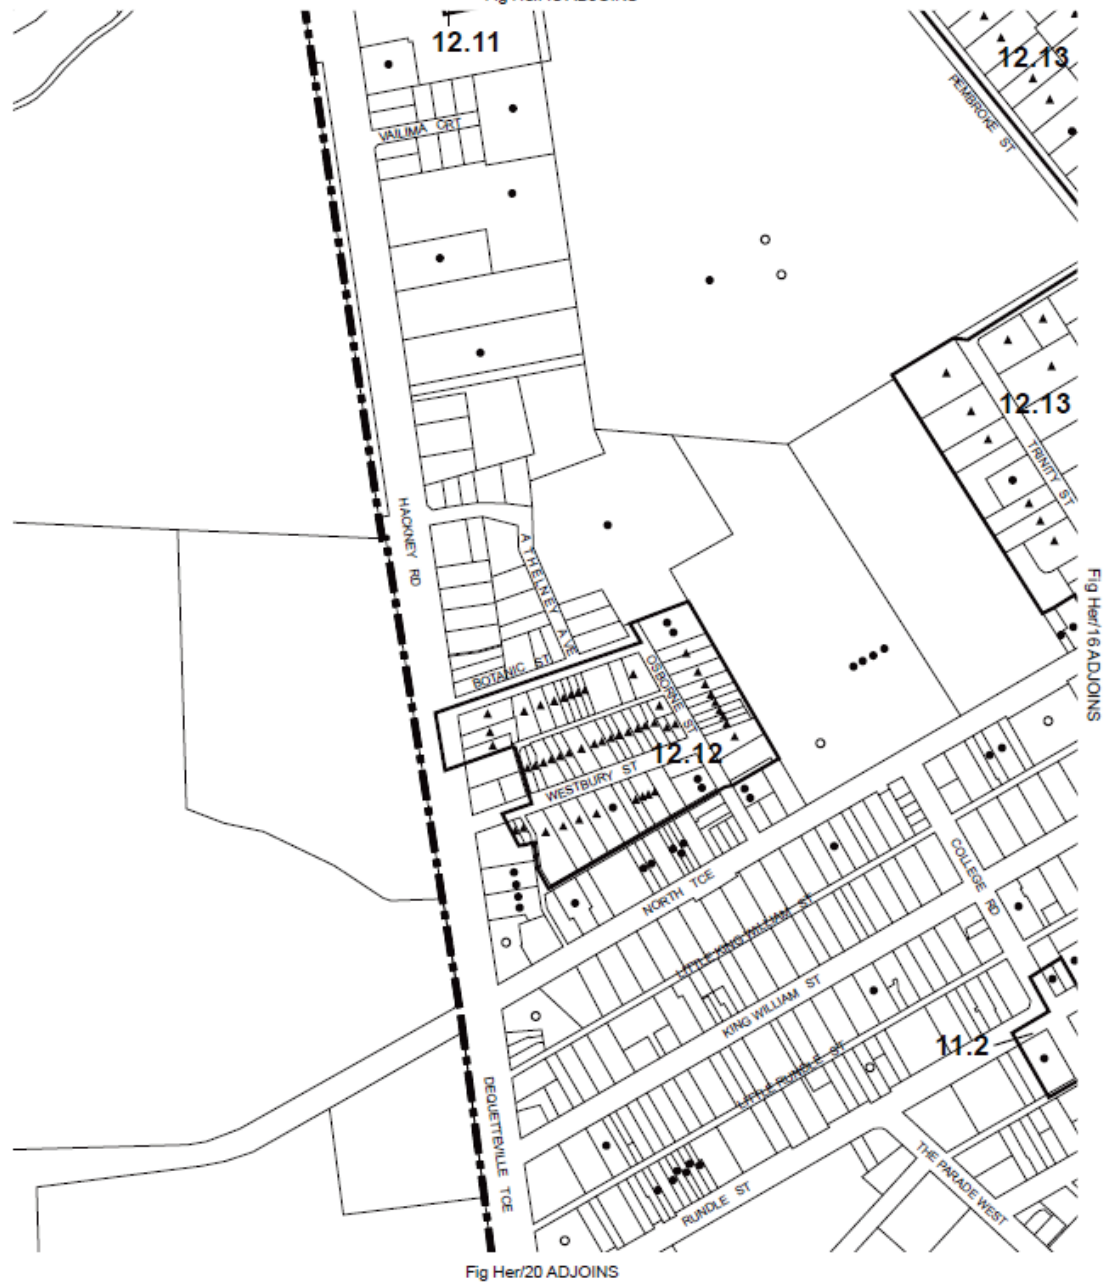 12.11
12.13
PEMBROKE ST
VAILIMA CRT
12.13
TRINITY ST
HACKNEY RD
ATHELNEY AVE
Fig Her/16 ADJOINS
BOTANIC ST
OSBORNE ST
12.12
WESTBURY ST
COLLEGE RD
NORTH TCE
LITTLE KING WILLIAM ST
KING WILLIAM ST
11.2
LITTLE RUNDLE ST
DEQUETTEVILLE TCE
THE PARADE WEST
RUNDLE ST
Fig Her/20 ADJOINS